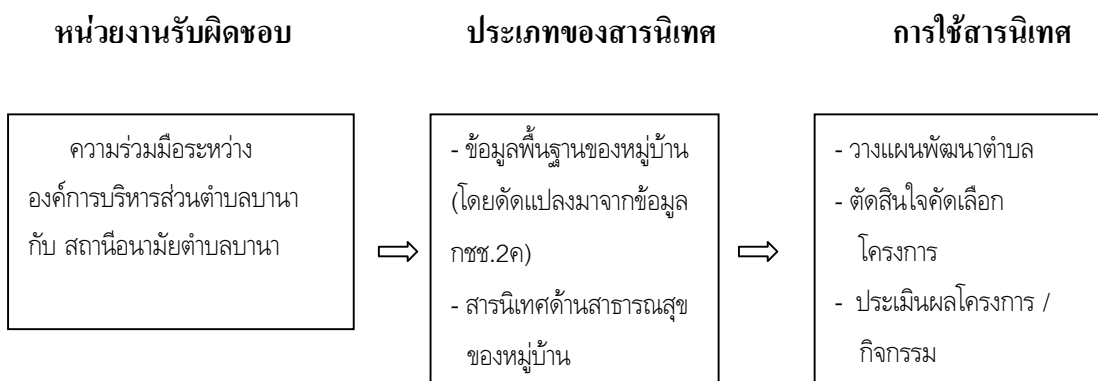 หน่วยงานรับผิดชอบ
ประเภทของสารนิเทศ
การใช้สารนิเทศ
ความร่วมมือระหว่าง
องค์การบริหารส่วนตำบลบานา
กับ สถานีอนามัยตำบลบานา
- ข้อมูลพื้นฐานของหมู่บ้าน
(โดยดัดแปลงมาจากข้อมูล
กชช.2ค)
- สารนิเทศด้านสาธารณสุข
ของหมู่บ้าน
- วางแผนพัฒนาตำบล
- ตัดสินใจคัดเลือก
โครงการ
- ประเมินผลโครงการ /
กิจกรรม